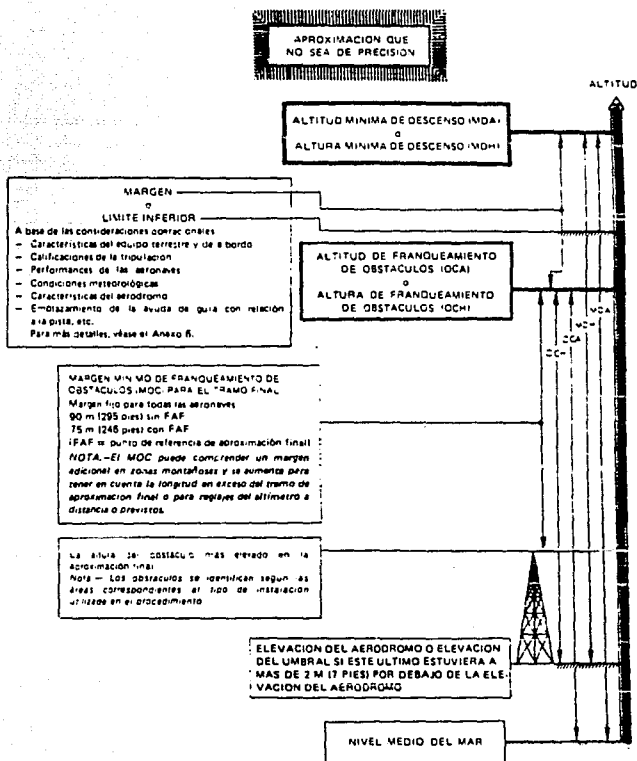 APROXIMACION QUE
NO SEA DE PRECISION
ALTITUD
ALTITUD MINIMA DE DESCENSO (MDA)
o
ALTURA MINIMA DE DESCENSO (MDH)
MARGEN
o
LIMITE INFERIOR
A base de las consideraciones operacionales
- Características del equipo terrestre y de a bordo
- Calificaciones de la tripulación
- Performances de las aeronaves
- Condiciones meteorológicas
- Características del aeródromo
- Emplazamiento de la ayuda de guía con relación
a la pista, etc.
Para más detalles, véase el Anexo 6.
ALTITUD DE FRANQUEAMIENTO
DE OBSTACULOS (OCA)
o
ALTURA DE FRANQUEAMIENTO
DE OBSTACULOS (OCH)
OCH
OCA
MDH
MDA
MARGEN MINIMO DE FRANQUEAMIENTO DE
OBSTACULOS (MOC) PARA EL TRAMO FINAL
Margen fijo para todas las aeronaves
90 m (295 pies) sin FAF
75 m (246 pies) con FAF
(FAF = punto de referencia de aproximación final)
NOTA.-El MOC puede comprender un margen
adicional en zonas montañosas y se aumenta para
tener en cuenta la longitud en exceso del tramo de
aproximación final o para reglajes del altímetro a
distancia o previstos.
La altura del obstáculo más elevado en la
aproximación final
Nota - Los obstáculos se identifican según las
áreas correspondientes al tipo de instalación
utilizada en el procedimiento
ELEVACION DEL AERODROMO O ELEVACION
DEL UMBRAL SI ESTE ULTIMO ESTUVIERA A
MAS DE 2 M (7 PIES) POR DEBAJO DE LA ELE-
VACION DEL AERODROMO
NIVEL MEDIO DEL MAR